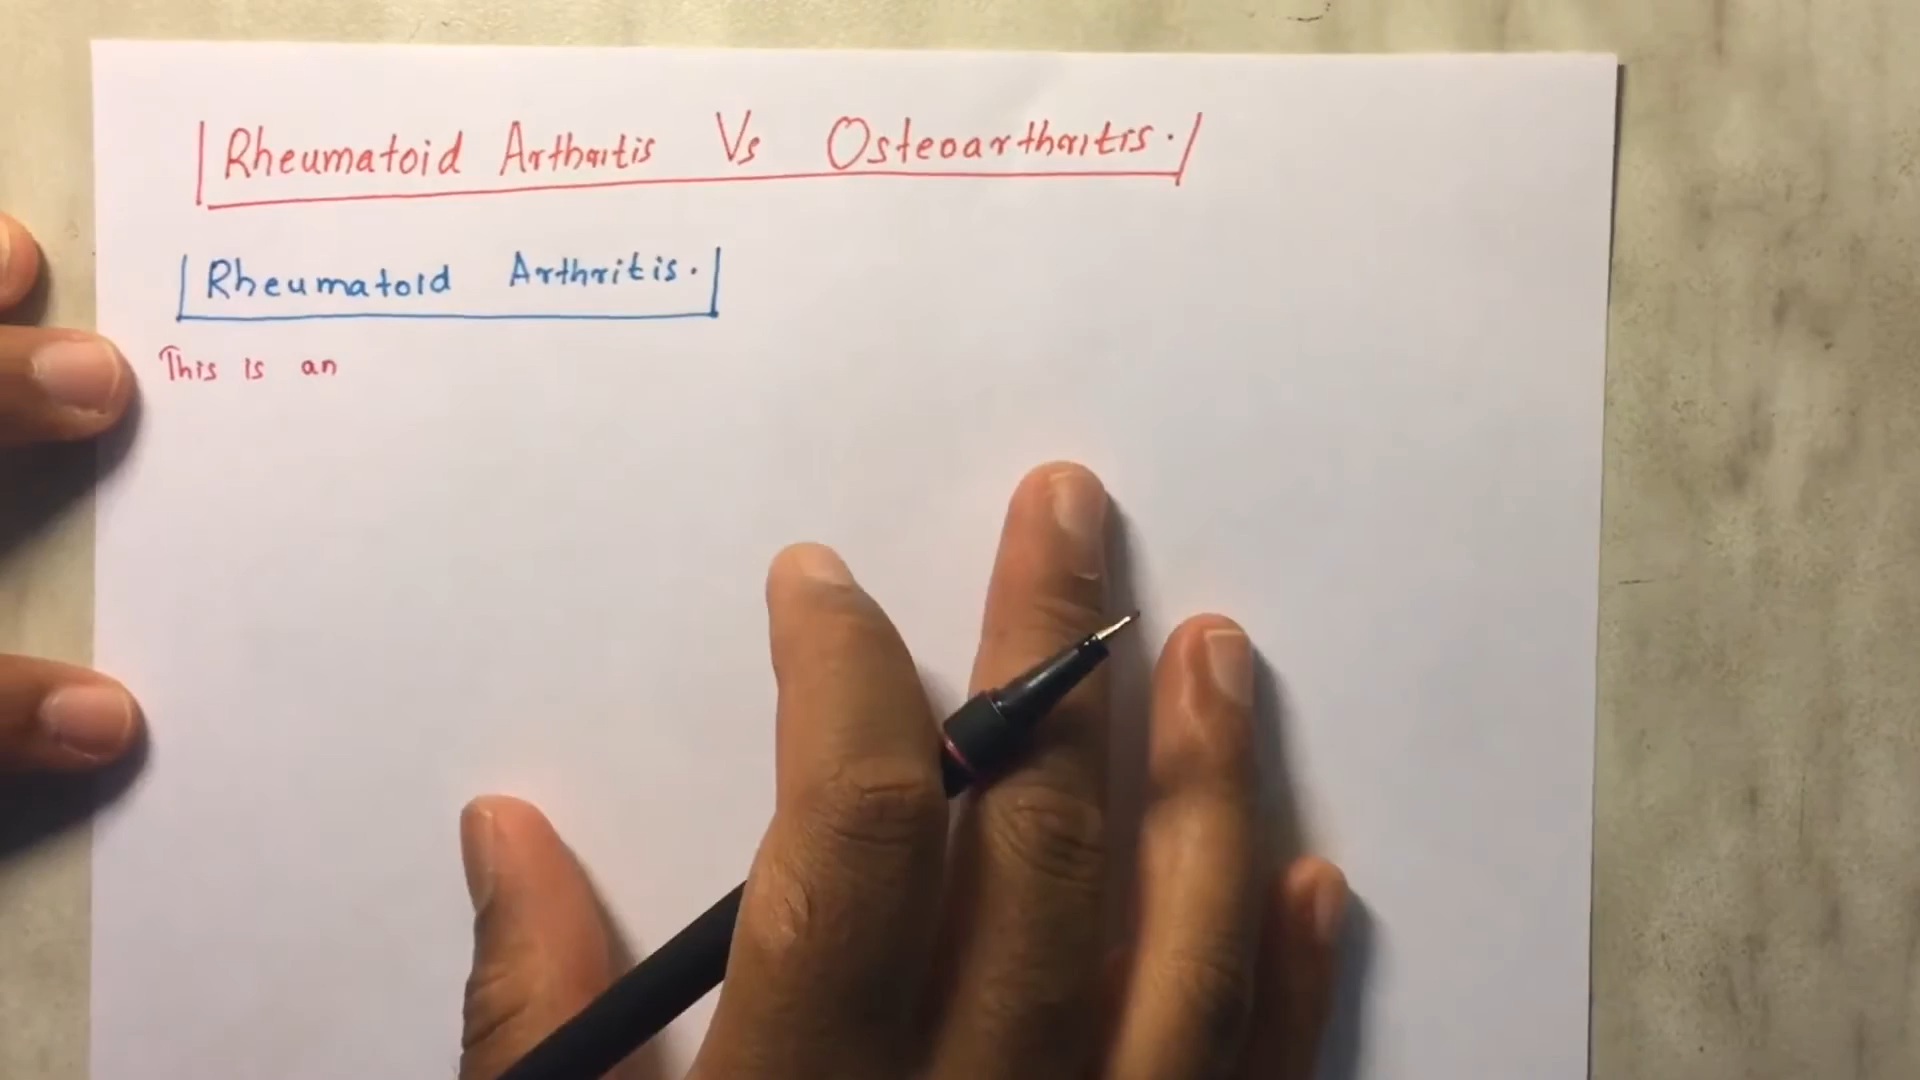 Rheumatoid Arthritis Vs Osteoarthritis.
Rheumatoid Arthritis.
This is an